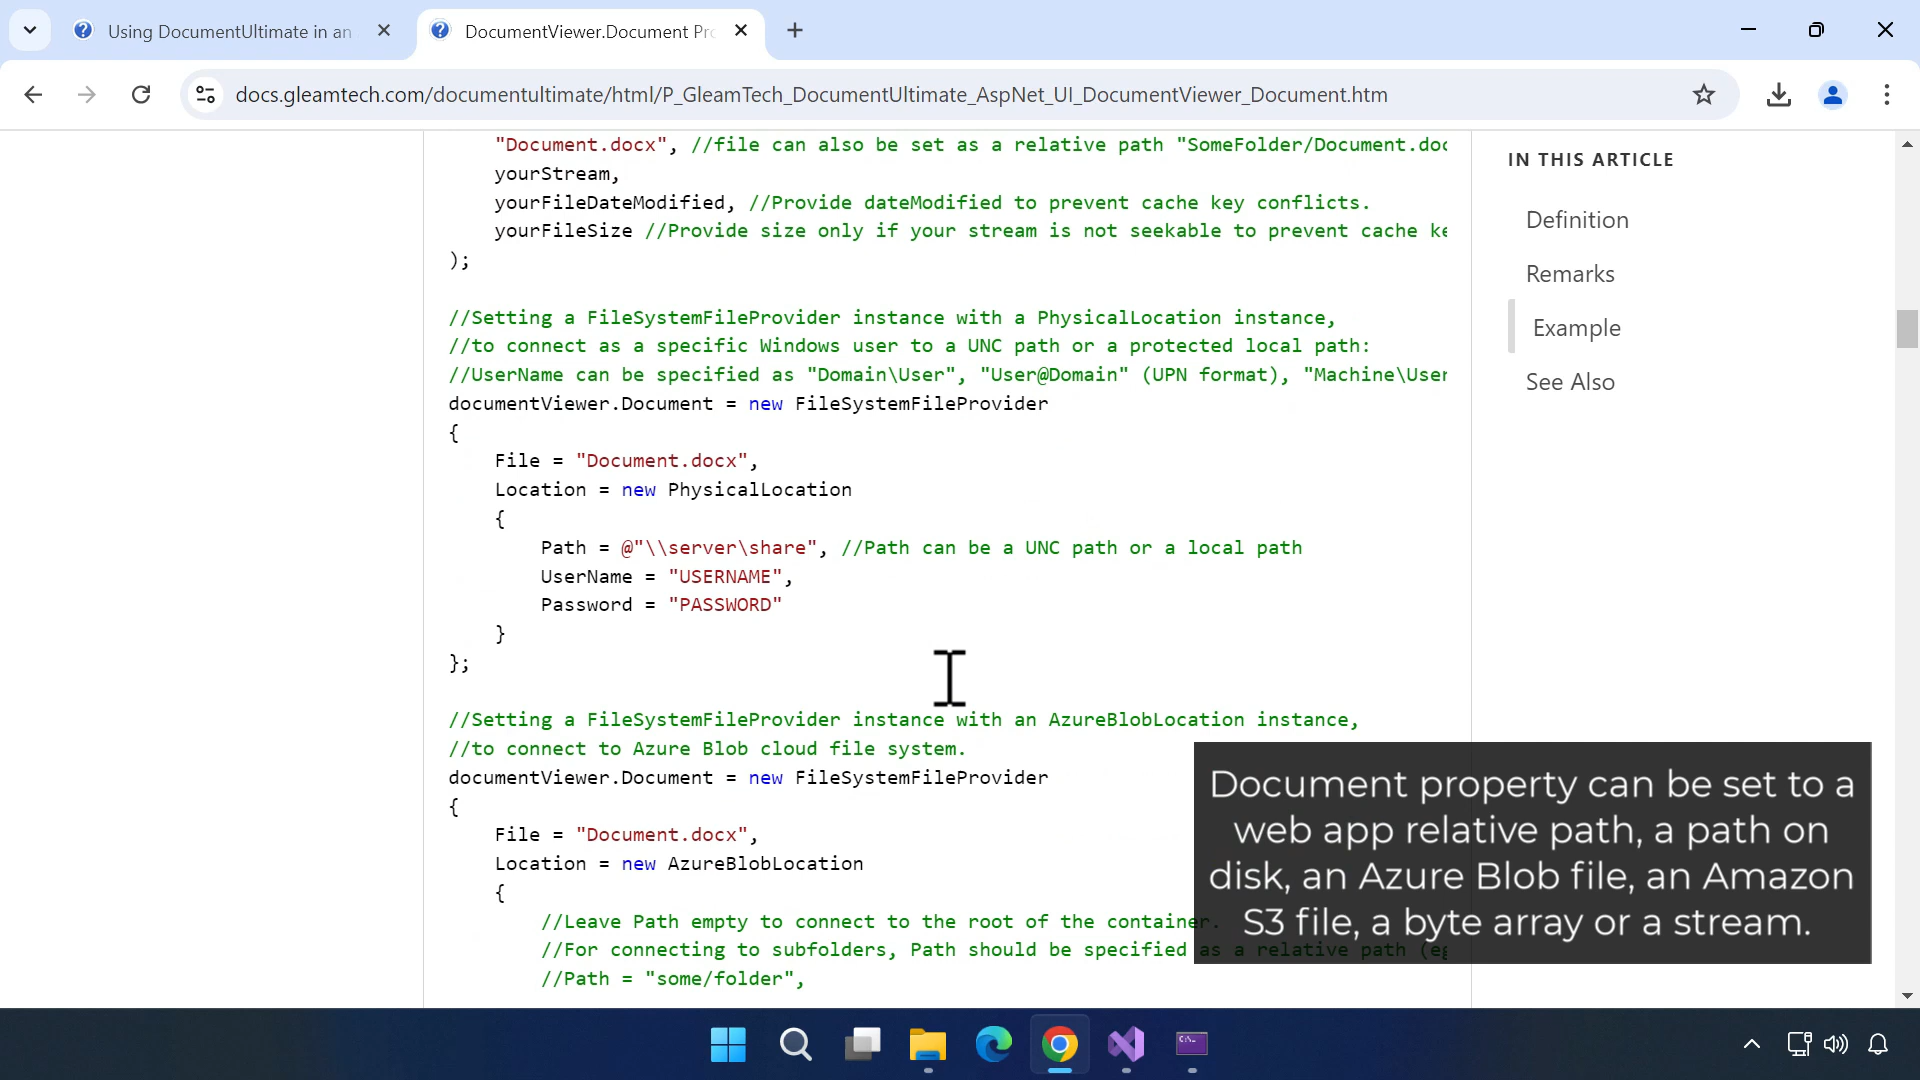 Using DocumentUltimate in an
DocumentViewer.Document Pro
docs.gleamtech.com/documentultimate/html/P_GleamTech_DocumentUltimate_AspNet_UI_DocumentViewer_Document.htm
"Document.docx", //file can also be set as a relative path "SomeFolder/Document.doc
yourStream,
yourFileDateModified, //Provide dateModified to prevent cache key conflicts.
yourFileSize //Provide size only if your stream is not seekable to prevent cache ke
);
//Setting a FileSystemFileProvider instance with a PhysicalLocation instance,
//to connect as a specific Windows user to a UNC path or a protected local path:
//UserName can be specified as "Domain\User", "User@Domain" (UPN format), "Machine\User
documentViewer.Document = new FileSystemFileProvider
{
File = "Document.docx",
Location = new PhysicalLocation
{
Path = @"\\server\share", //Path can be a UNC path or a local path
UserName = "USERNAME",
Password = "PASSWORD"
}
};
//Setting a FileSystemFileProvider instance with an AzureBlobLocation instance,
//to connect to Azure Blob cloud file system.
documentViewer.Document = new FileSystemFileProvider
{
File = "Document.docx",
Location = new AzureBlobLocation
{
//Leave Path empty to connect to the root of the container.
//For connecting to subfolders, Path should be specified as a relative path (eg
//Path = "some/folder",
IN THIS ARTICLE
Definition
Remarks
Example
See Also
Document property can be set to a
web app relative path, a path on
disk, an Azure Blob file, an Amazon
S3 file, a byte array or a stream.